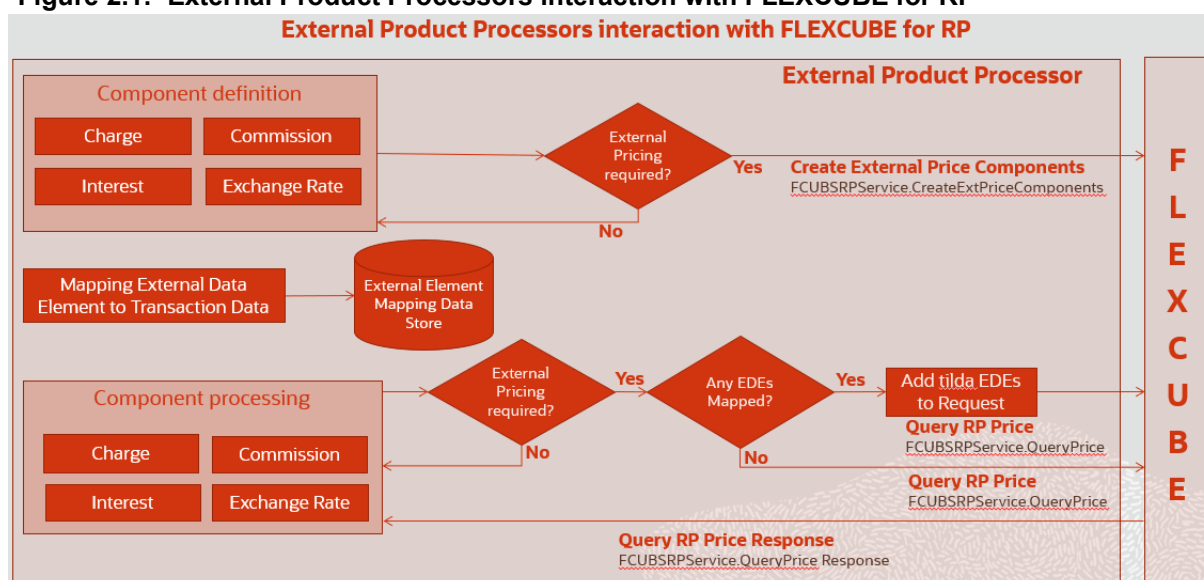 Figure 2.1: External Product Processors interaction with FLEXCUBE for RP
External Product Processors interaction with FLEXCUBE for RP
External Product Processor
Component definition
Charge
Commission
Interest
Exchange Rate
External
Pricing
required?
Yes
No
Create External Price Components
FCUBSRPService.CreateExtPriceComponents
Mapping External Data
Element to Transaction Data
External Element
Mapping Data
Store
Component processing
Charge
Commission
Interest
Exchange Rate
External
Pricing
required?
Yes
No
Any EDEs
Mapped?
Yes
No
Add tilda EDEs
to Request
Query RP Price
FCUBSRPService.QueryPrice
Query RP Price
FCUBSRPService.QueryPrice
Query RP Price Response
FCUBSRPService.QueryPrice Response
F
L
E
X
C
U
B
E